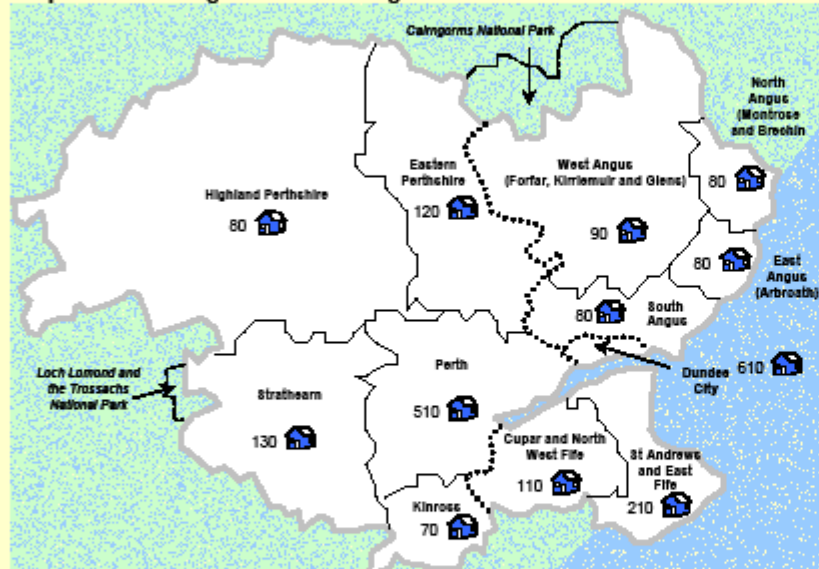 Cairngorms National Park
North
Angus
(Montrose
and Brechin
80
Eastern
Perthshire
120
West Angus
(Forfar, Kirriemuir and Glens)
90
Highland Perthshire
80
80
East
Angus
(Arbroath)
80
South
Angus
Loch Lomond and
the Trossachs
National Park
Strathearn
130
Perth
510
Dundee
City
610
Cupar and North
West Fife
110
St Andrews
and East
Fife
210
Kinross
70